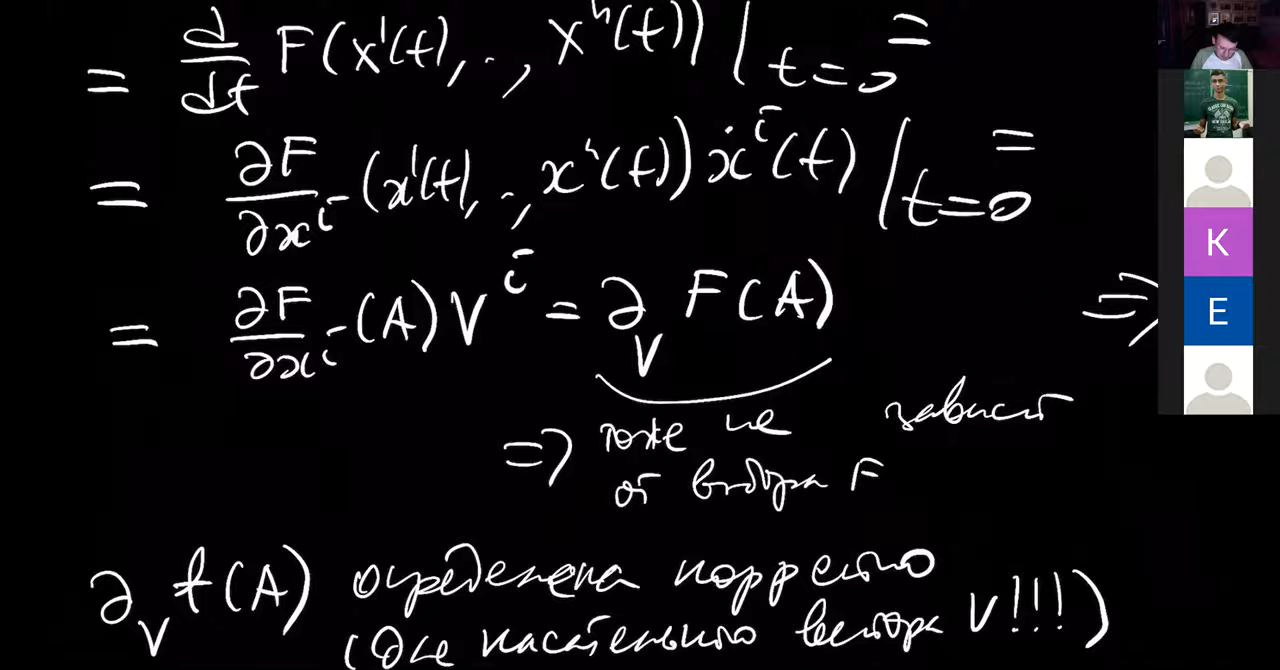 = d/dt F(x¹(t), .., xⁿ(t)) |ₜ₌₀ =
= ∂F/∂xⁱ (x¹(t), .., xⁿ(t)) ẋⁱ(t) |ₜ₌₀ =
= ∂F/∂xⁱ (A) Vⁱ = ∂_V F(A) ⇒
⇒ тоже не зависит
от выбора F
∂_V f(A) определена корректно
(Для касательного вектора V!!!)
K
E